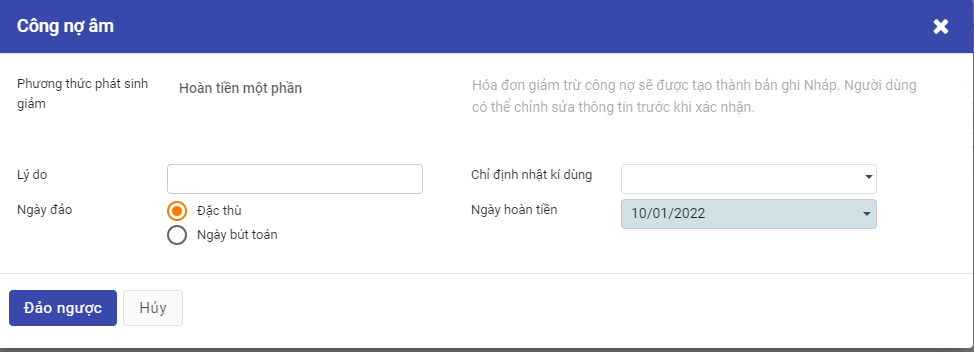 Công nợ âm
Phương thức phát sinh
giảm
Hoàn tiền một phần
Hóa đơn giảm trừ công nợ sẽ được tạo thành bản ghi Nháp. Người dùng
có thể chỉnh sửa thông tin trước khi xác nhận.
Lý do
Chỉ định nhật kí dùng
Ngày đảo
Đặc thù
Ngày hoàn tiền
10/01/2022
Ngày bút toán
Đảo ngược
Hủy